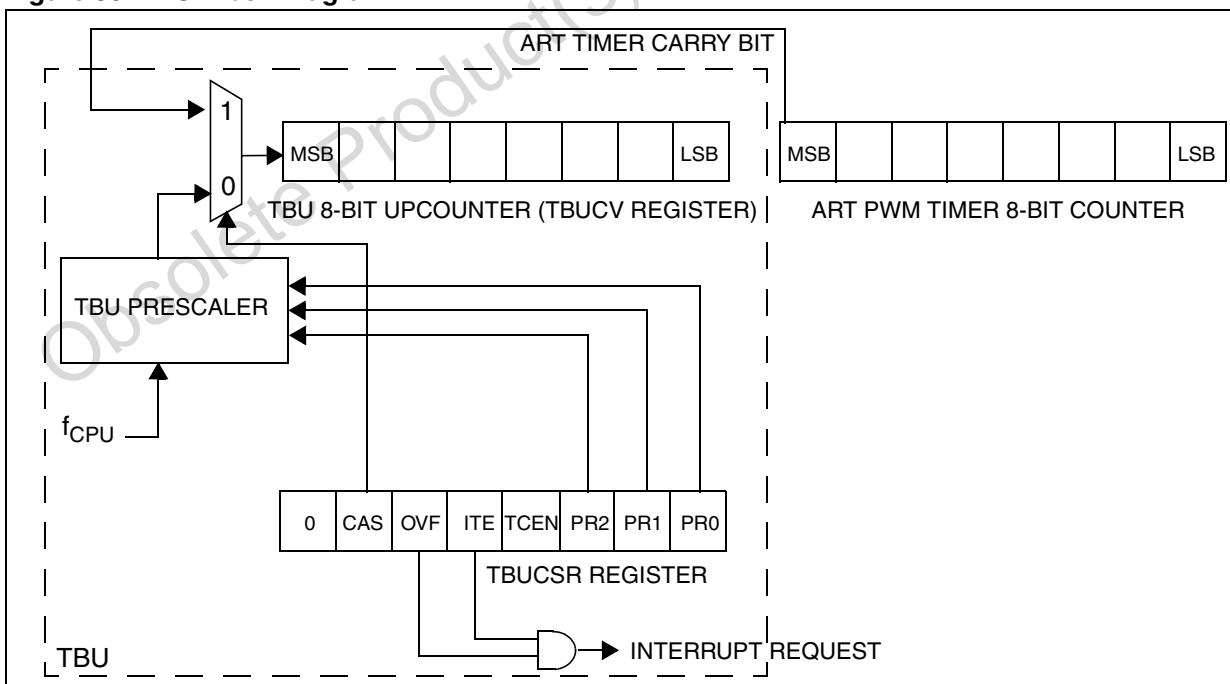 ART TIMER CARRY BIT
1
MSB LSB MSB LSB
0
TBU 8-BIT UPCOUNTER (TBUCV REGISTER) ART PWM TIMER 8-BIT COUNTER
TBU PRESCALER
fCPU
0 CAS OVF ITE TCEN PR2 PR1 PR0
TBUCSR REGISTER
INTERRUPT REQUEST
TBU
Obsolete Product(s)